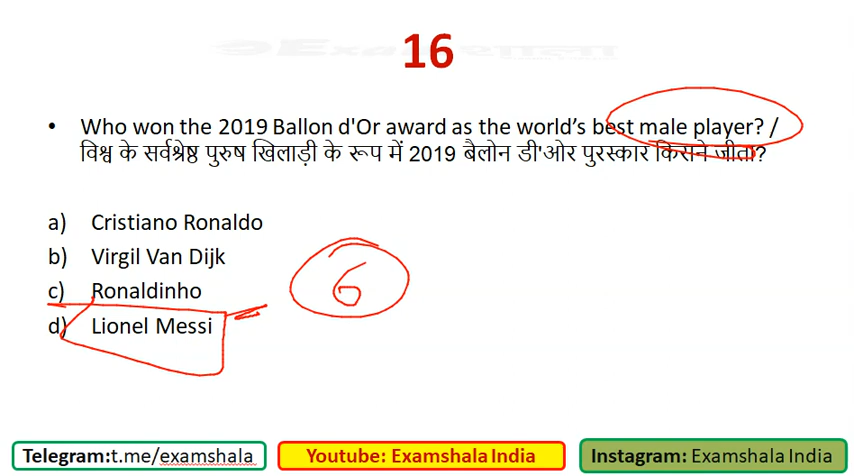 16
• Who won the 2019 Ballon d'Or award as the world's best male player? /
विश्व के सर्वश्रेष्ठ पुरुष खिलाड़ी के रूप में 2019 बैलोन डी'ओर पुरस्कार किसने जीता?
a) Cristiano Ronaldo
b) Virgil Van Dijk
c) Ronaldinho
d) Lionel Messi
6
Telegram:t.me/examshala
Youtube: Examshala India
Instagram: Examshala India